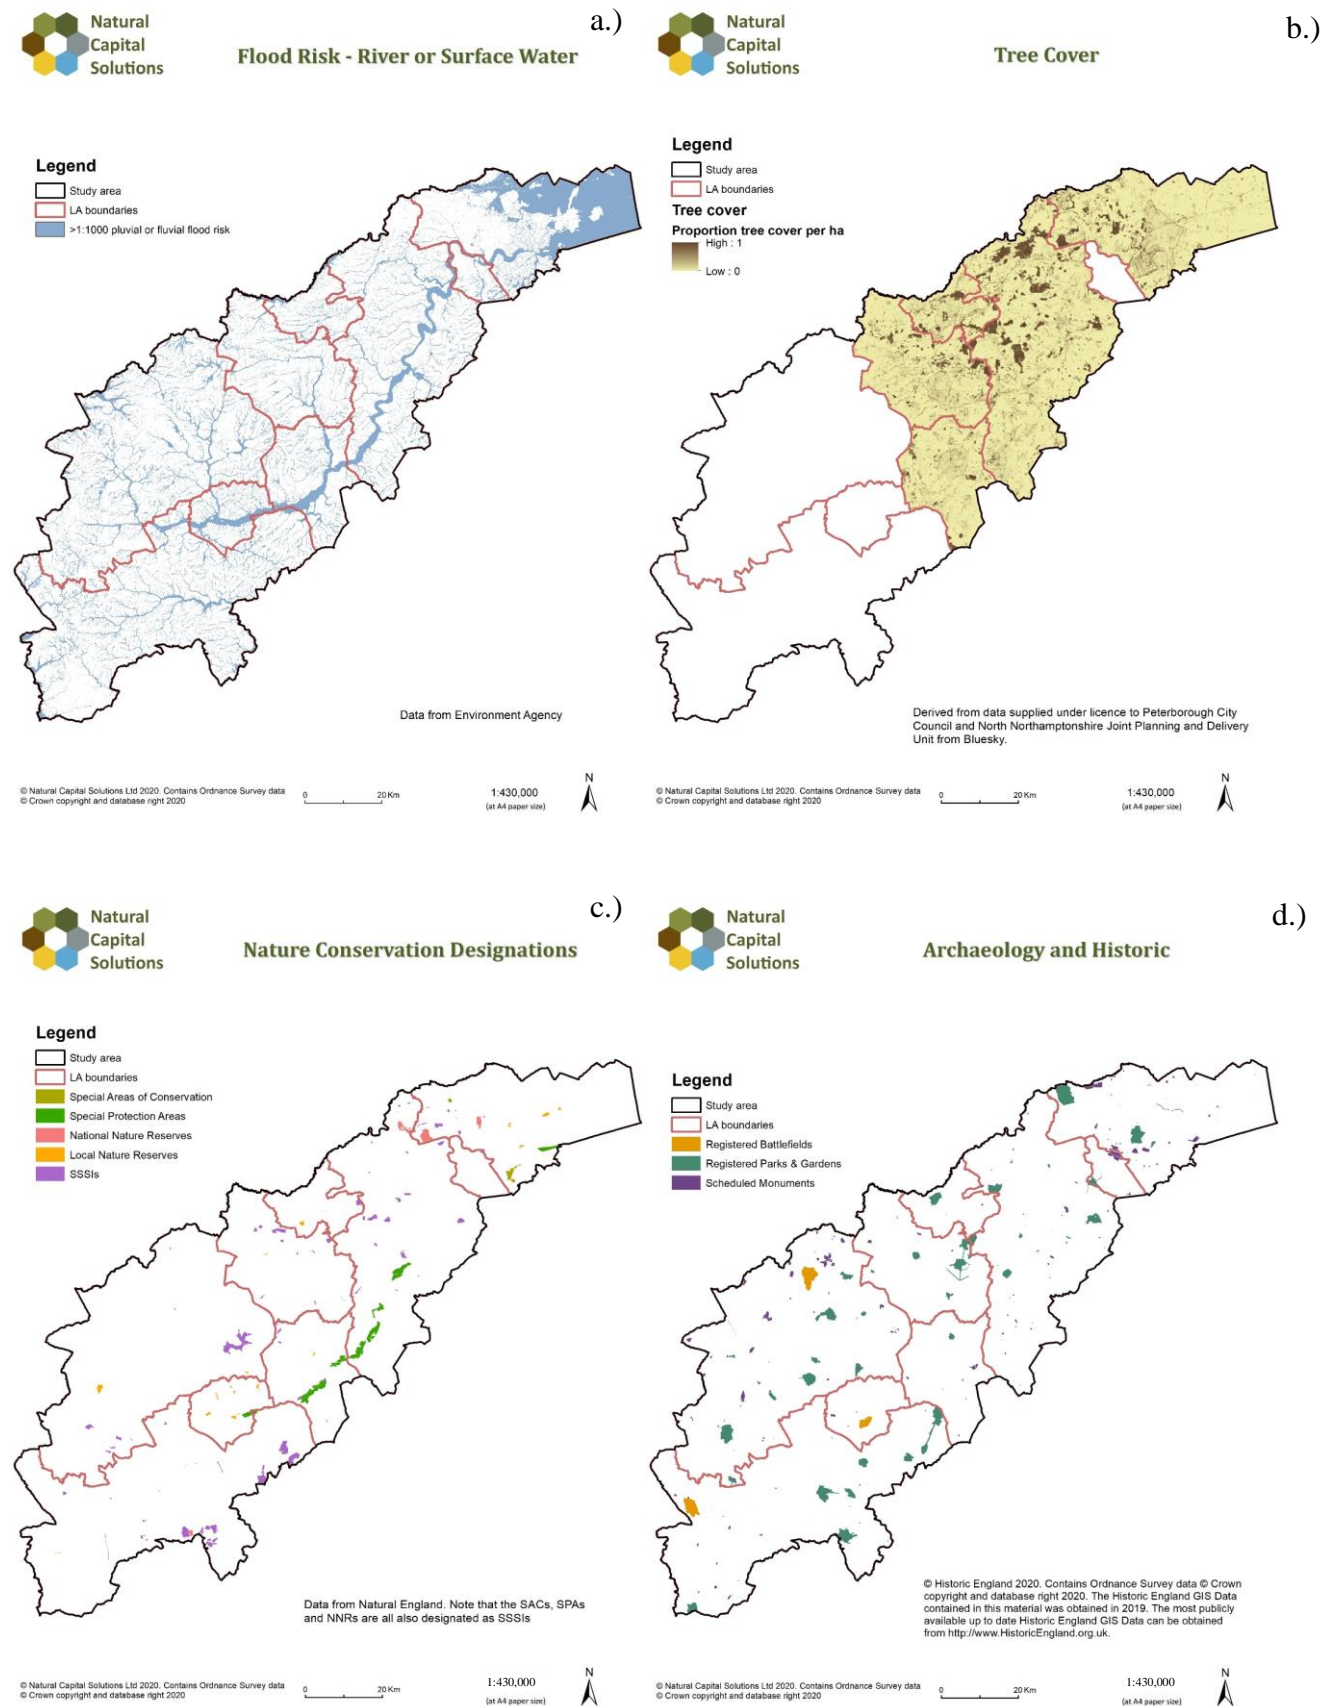 Natural
Capital
Solutions
a.)
Flood Risk - River or Surface Water
Legend
Study area
LA boundaries
>1:1000 pluvial or fluvial flood risk
Data from Environment Agency
© Natural Capital Solutions Ltd 2020. Contains Ordnance Survey data
© Crown copyright and database right 2020
0 20 Km
1:430,000
(at A4 paper size)
N
Natural
Capital
Solutions
b.)
Tree Cover
Legend
Study area
LA boundaries
Tree cover
Proportion tree cover per ha
High : 1
Low : 0
Derived from data supplied under licence to Peterborough City
Council and North Northamptonshire Joint Planning and Delivery
Unit from Bluesky.
© Natural Capital Solutions Ltd 2020. Contains Ordnance Survey data
© Crown copyright and database right 2020
0 20 Km
1:430,000
(at A4 paper size)
N
Natural
Capital
Solutions
c.)
Nature Conservation Designations
Legend
Study area
LA boundaries
Special Areas of Conservation
Special Protection Areas
National Nature Reserves
Local Nature Reserves
SSSIs
Data from Natural England. Note that the SACs, SPAs
and NNRs are all also designated as SSSIs
© Natural Capital Solutions Ltd 2020. Contains Ordnance Survey data
© Crown copyright and database right 2020
0 20 Km
1:430,000
(at A4 paper size)
N
Natural
Capital
Solutions
d.)
Archaeology and Historic
Legend
Study area
LA boundaries
Registered Battlefields
Registered Parks & Gardens
Scheduled Monuments
© Historic England 2020. Contains Ordnance Survey data © Crown
copyright and database right 2020. The Historic England GIS Data
contained in this material was obtained in 2019. The most publicly
available up to date Historic England GIS Data can be obtained
from http://www.HistoricEngland.org.uk.
© Natural Capital Solutions Ltd 2020. Contains Ordnance Survey data
© Crown copyright and database right 2020
0 20 Km
1:430,000
(at A4 paper size)
N